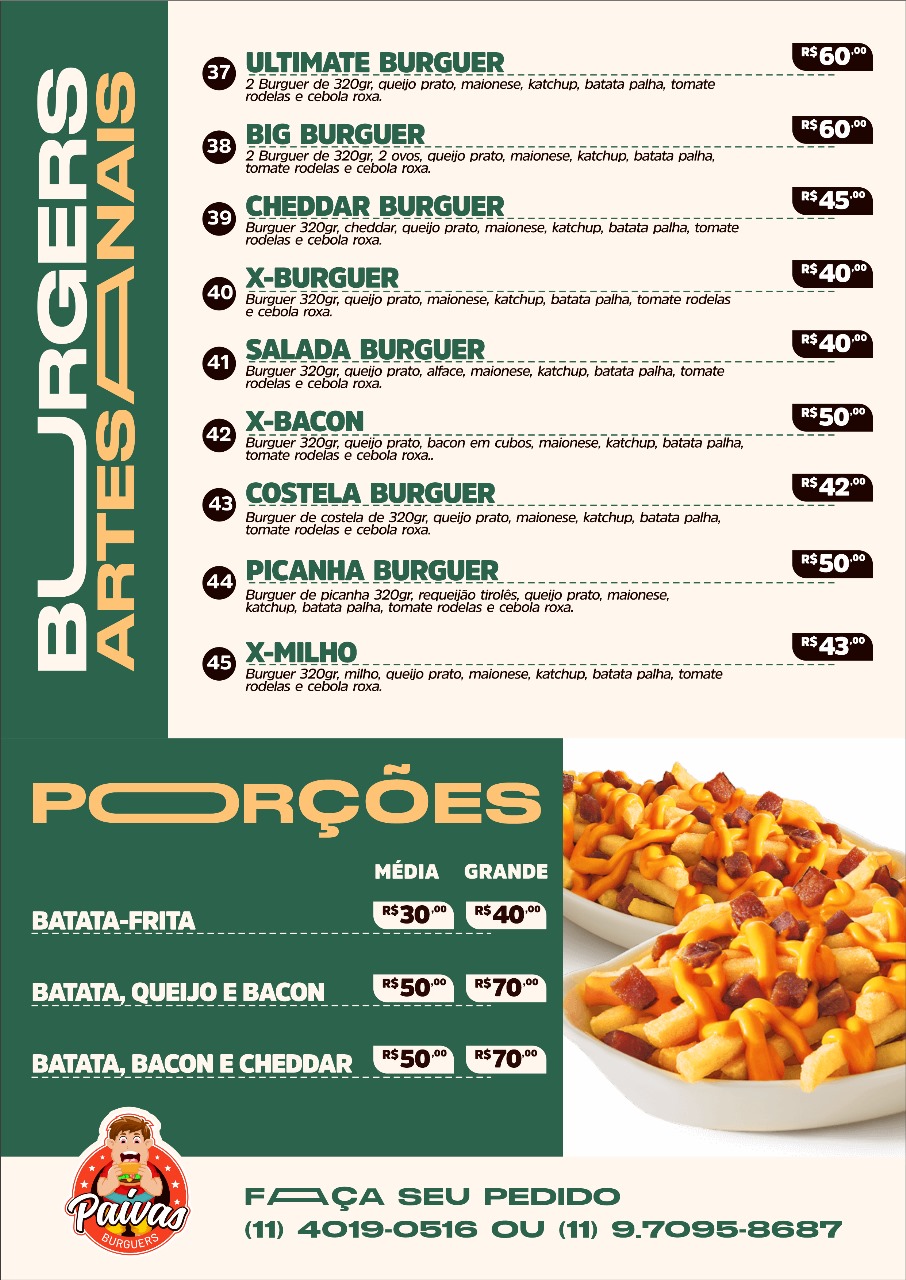 BURGERS
ARTESANAIS
37 ULTIMATE BURGUER R$60,00
2 Burguer de 320gr, queijo prato, maionese, katchup, batata palha, tomate
rodelas e cebola roxa.
38 BIG BURGUER R$60,00
2 Burguer de 320gr, 2 ovos, queijo prato, maionese, katchup, batata palha,
tomate rodelas e cebola roxa.
39 CHEDDAR BURGUER R$45,00
Burguer 320gr, cheddar, queijo prato, maionese, katchup, batata palha, tomate
rodelas e cebola roxa.
40 X-BURGUER R$40,00
Burguer 320gr, queijo prato, maionese, katchup, batata palha, tomate rodelas
e cebola roxa.
41 SALADA BURGUER R$40,00
Burguer 320gr, queijo prato, alface, maionese, katchup, batata palha, tomate
rodelas e cebola roxa.
42 X-BACON R$50,00
Burguer 320gr, queijo prato, bacon em cubos, maionese, katchup, batata palha,
tomate rodelas e cebola roxa..
43 COSTELA BURGUER R$42,00
Burguer de costela de 320gr, queijo prato, maionese, katchup, batata palha,
tomate rodelas e cebola roxa.
44 PICANHA BURGUER R$50,00
Burguer de picanha 320gr, requeijão tirolês, queijo prato, maionese,
katchup, batata palha, tomate rodelas e cebola roxa.
45 X-MILHO R$43,00
Burguer 320gr, milho, queijo prato, maionese, katchup, batata palha, tomate
rodelas e cebola roxa.
PORÇÕES
MÉDIA GRANDE
BATATA-FRITA R$30,00 R$40,00
BATATA, QUEIJO E BACON R$50,00 R$70,00
BATATA, BACON E CHEDDAR R$50,00 R$70,00
Paivas
BURGUERS
FAÇA SEU PEDIDO
(11) 4019-0516 OU (11) 9.7095-8687